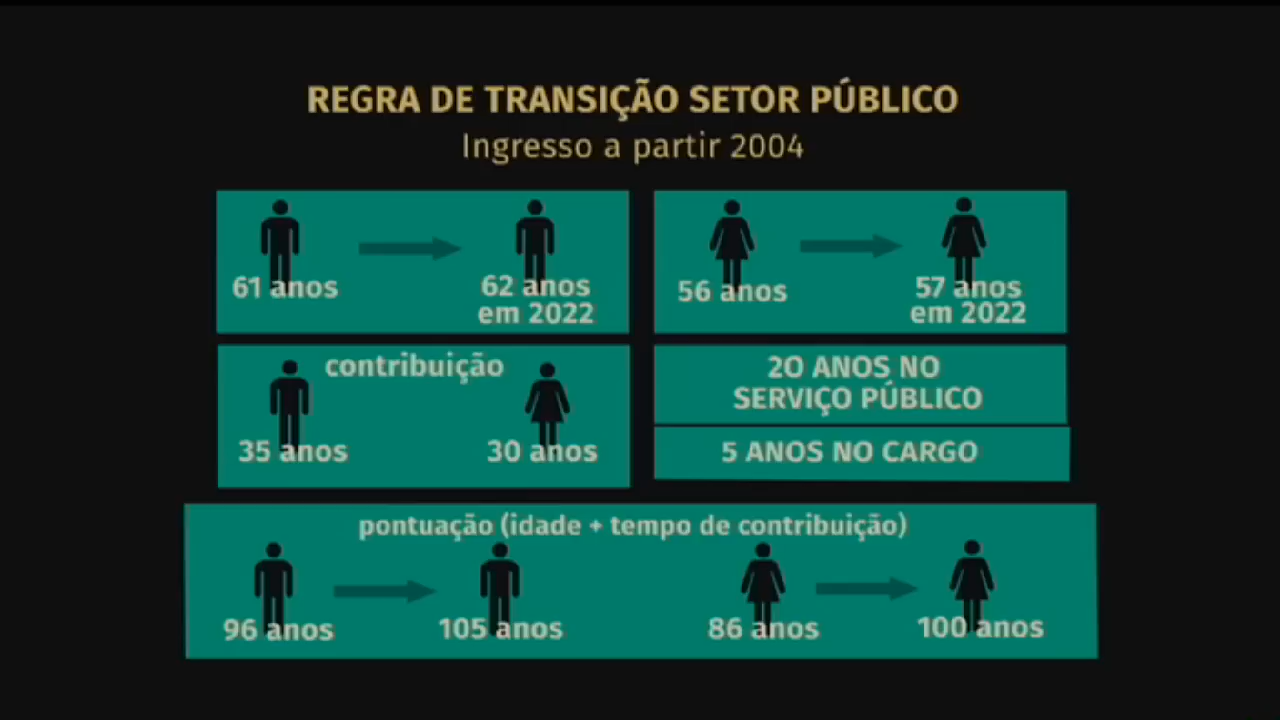 REGRA DE TRANSIÇÃO SETOR PÚBLICO
Ingresso a partir 2004
61 anos
62 anos
em 2022
56 anos
57 anos
em 2022
contribuição
35 anos
30 anos
20 ANOS NO
SERVIÇO PÚBLICO
5 ANOS NO CARGO
pontuação (idade + tempo de contribuição)
96 anos
105 anos
86 anos
100 anos